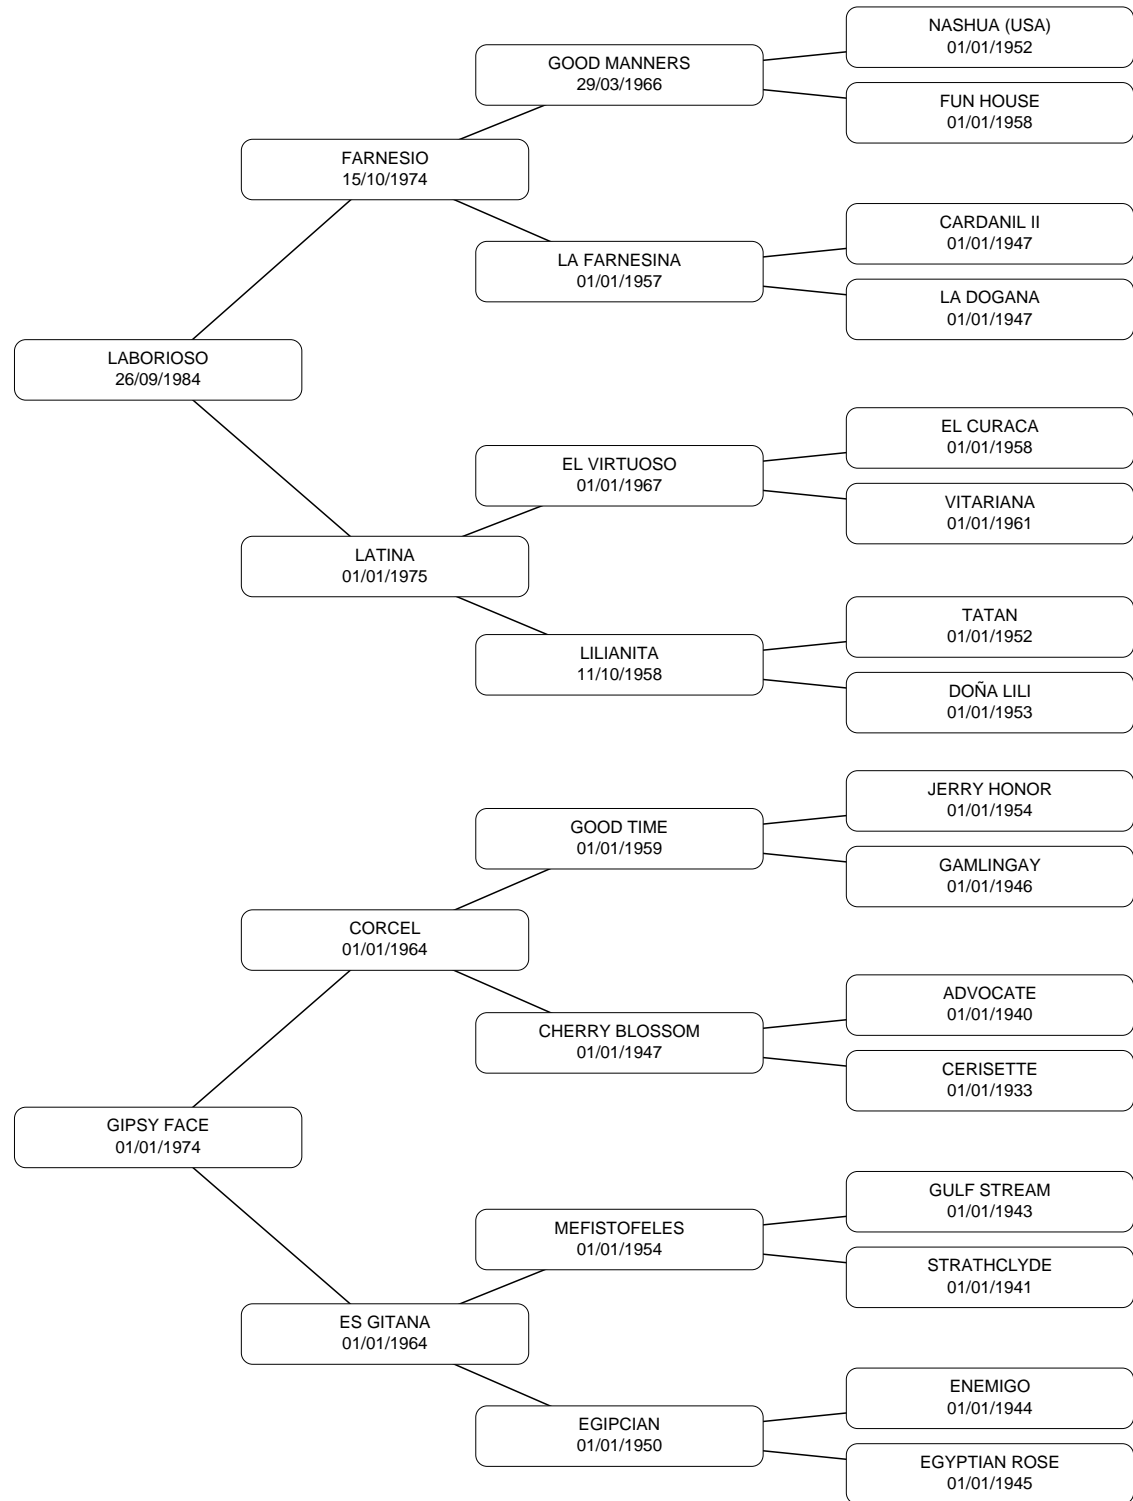 NASHUA (USA)
01/01/1952
GOOD MANNERS
29/03/1966
FUN HOUSE
01/01/1958
FARNESIO
15/10/1974
CARDANIL II
01/01/1947
LA FARNESINA
01/01/1957
LA DOGANA
01/01/1947
LABORIOSO
26/09/1984
EL CURACA
01/01/1958
EL VIRTUOSO
01/01/1967
VITARIANA
01/01/1961
LATINA
01/01/1975
TATAN
01/01/1952
LILIANITA
11/10/1958
DOÑA LILI
01/01/1953
JERRY HONOR
01/01/1954
GOOD TIME
01/01/1959
GAMLINGAY
01/01/1946
CORCEL
01/01/1964
ADVOCATE
01/01/1940
CHERRY BLOSSOM
01/01/1947
CERISETTE
01/01/1933
GIPSY FACE
01/01/1974
GULF STREAM
01/01/1943
MEFISTOFELES
01/01/1954
STRATHCLYDE
01/01/1941
ES GITANA
01/01/1964
ENEMIGO
01/01/1944
EGIPCIAN
01/01/1950
EGYPTIAN ROSE
01/01/1945